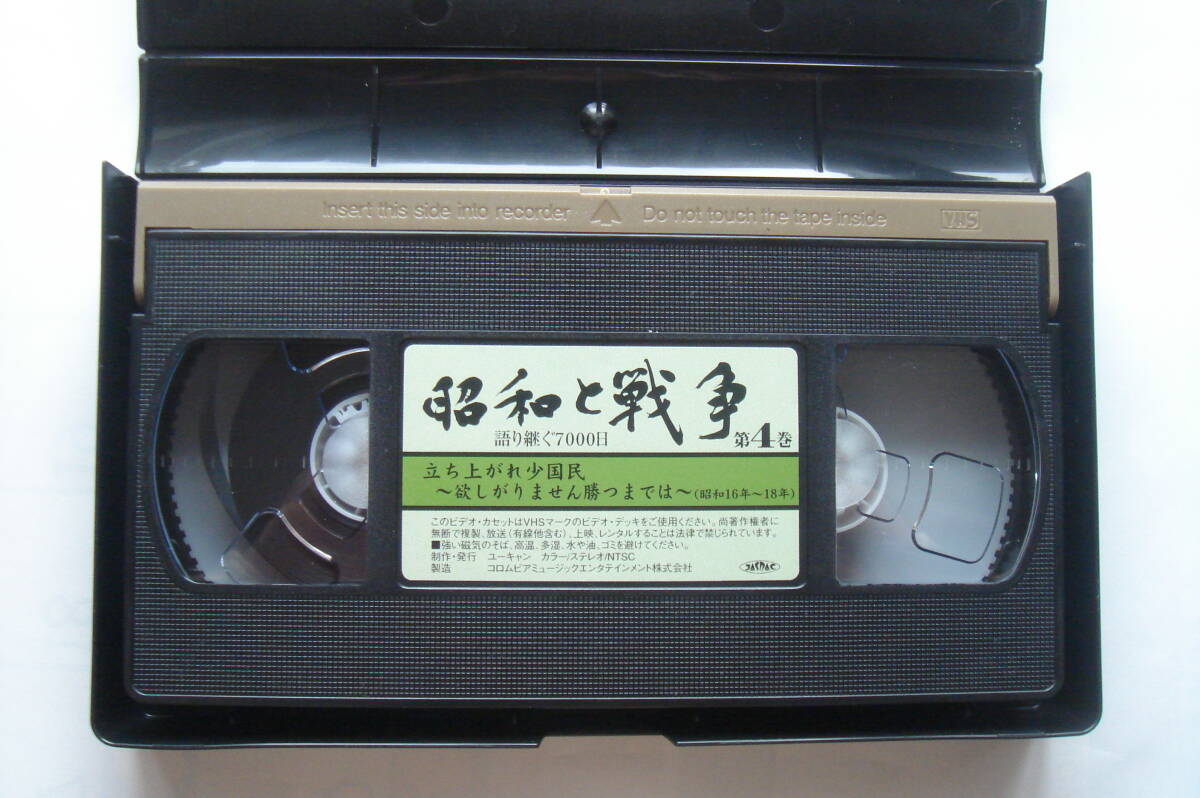 Insert this side into recorder Do not touch the tape inside VHS
昭和と戦争
語り継ぐ7000日 第4巻
立ち上がれ少国民
～欲しがりません勝つまでは～(昭和16年～18年)
このビデオ・カセットはVHSマークのビデオ・デッキをご使用ください。尚著作権者に
無断で複製、放送(有線他含む)、上映、レンタルすることは法律で禁じられています。
■強い磁気のそば、高温、多湿、水や油、ゴミを避けてください。
制作・発行 ユーキャン カラー/ステレオ/NTSC
製造 コロムビアミュージックエンタテインメント株式会社
JASRAC